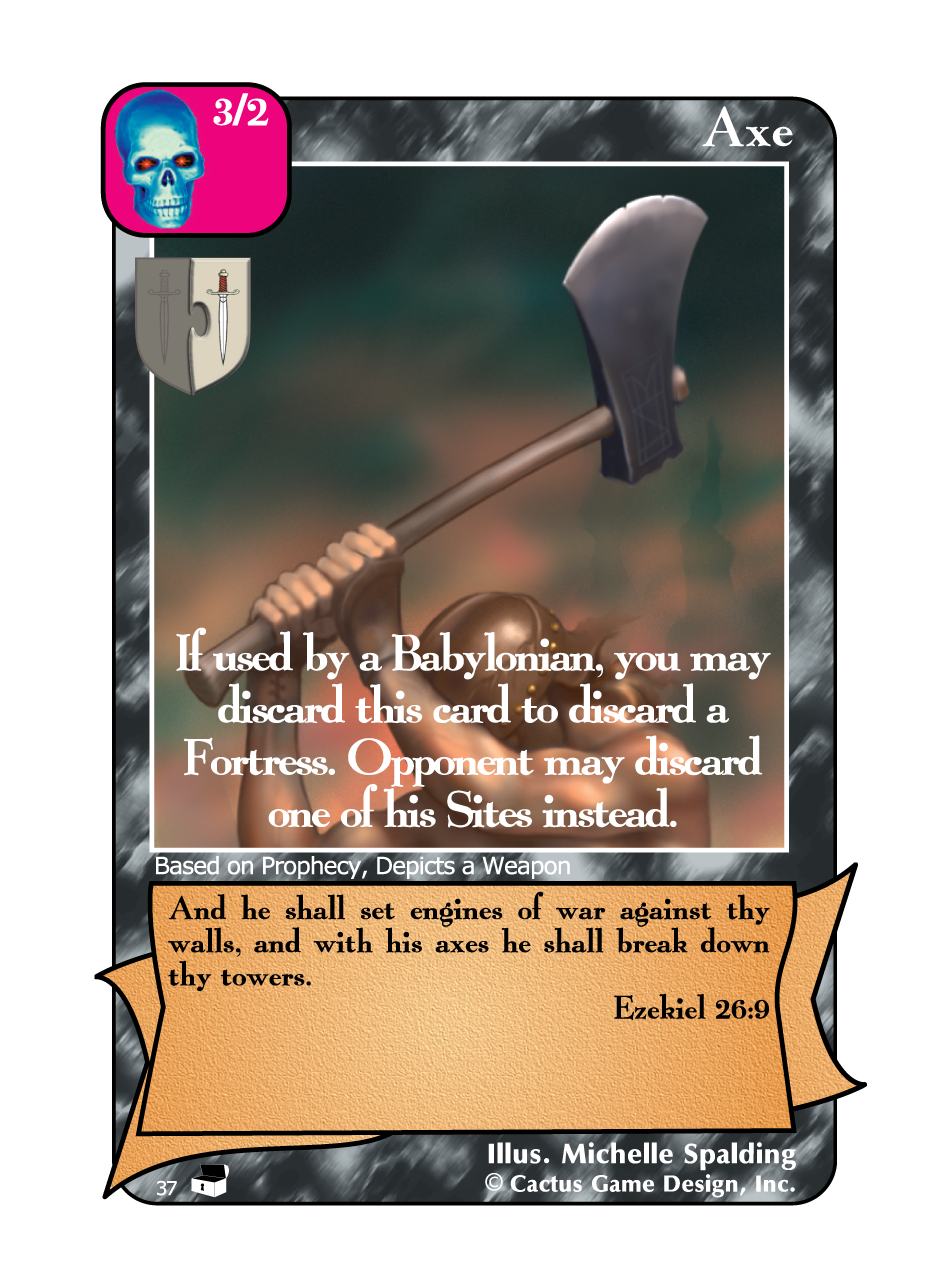 3/2
Axe
If used by a Babylonian, you may
discard this card to discard a
Fortress. Opponent may discard
one of his Sites instead.
Based on Prophecy, Depicts a Weapon
And he shall set engines of war against thy
walls, and with his axes he shall break down
thy towers.
Ezekiel 26:9
Illus. Michelle Spalding
37
© Cactus Game Design, Inc.